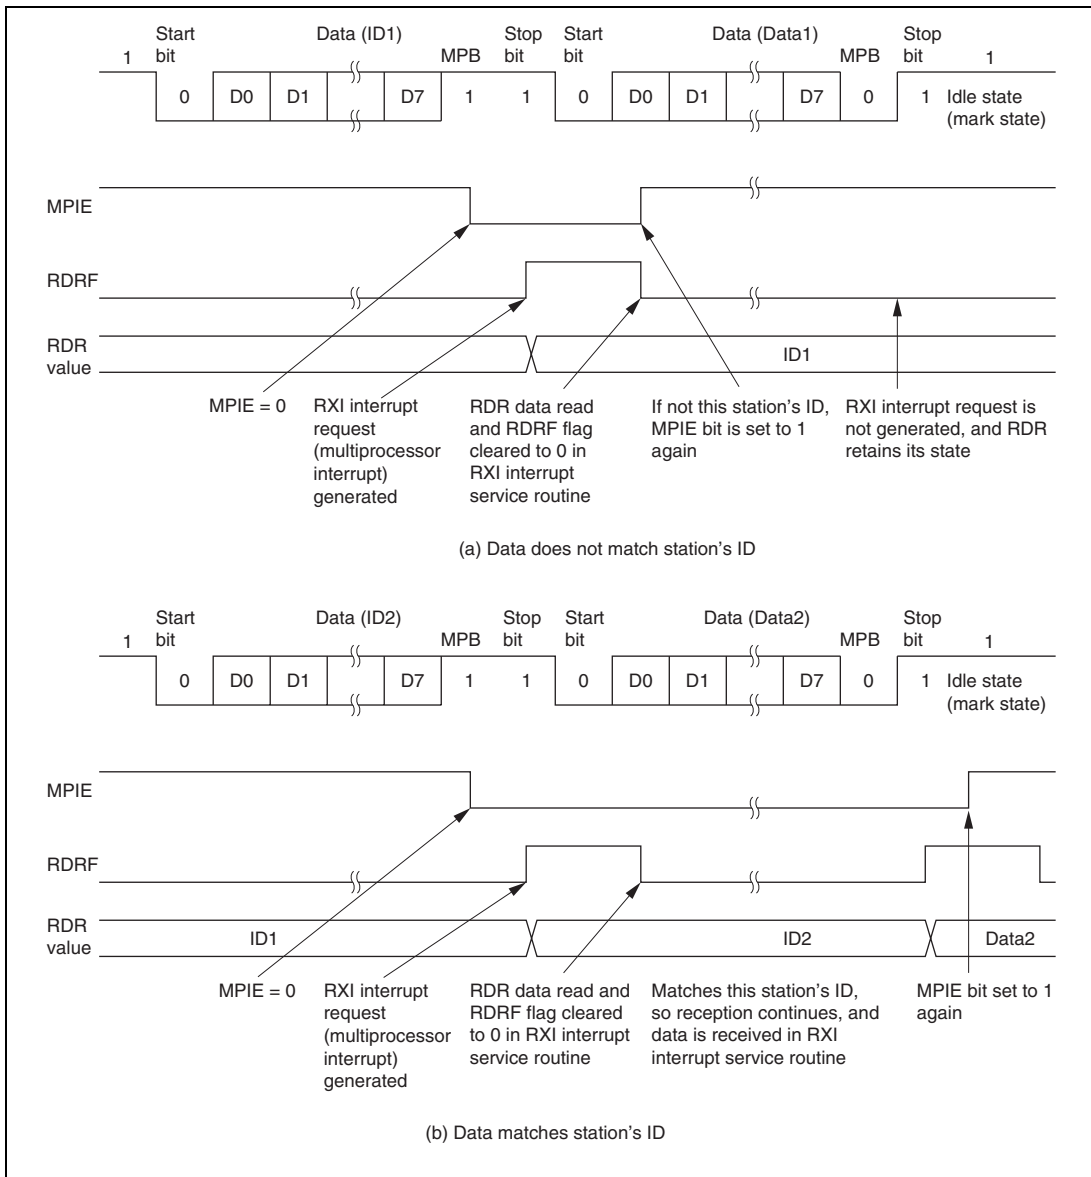 Start bit Data (ID1) MPB Stop bit Start bit Data (Data1) MPB Stop bit
1 0 D0 D1 D7 1 1 0 D0 D1 D7 0 1 1
Idle state
(mark state)
MPIE
RDRF
RDR
value
ID1
MPIE = 0
RXI interrupt
request
(multiprocessor
interrupt)
generated
RDR data read
and RDRF flag
cleared to 0 in
RXI interrupt
service routine
If not this station's ID,
MPIE bit is set to 1
again
RXI interrupt request is
not generated, and RDR
retains its state
(a) Data does not match station's ID
Start bit Data (ID2) MPB Stop bit Start bit Data (Data2) MPB Stop bit
1 0 D0 D1 D7 1 1 0 D0 D1 D7 0 1 1
Idle state
(mark state)
MPIE
RDRF
RDR
value
ID1 ID2 Data2
MPIE = 0
RXI interrupt
request
(multiprocessor
interrupt)
generated
RDR data read and
RDRF flag cleared
to 0 in RXI interrupt
service routine
Matches this station's ID,
so reception continues, and
data is received in RXI
interrupt service routine
MPIE bit set to 1
again
(b) Data matches station's ID